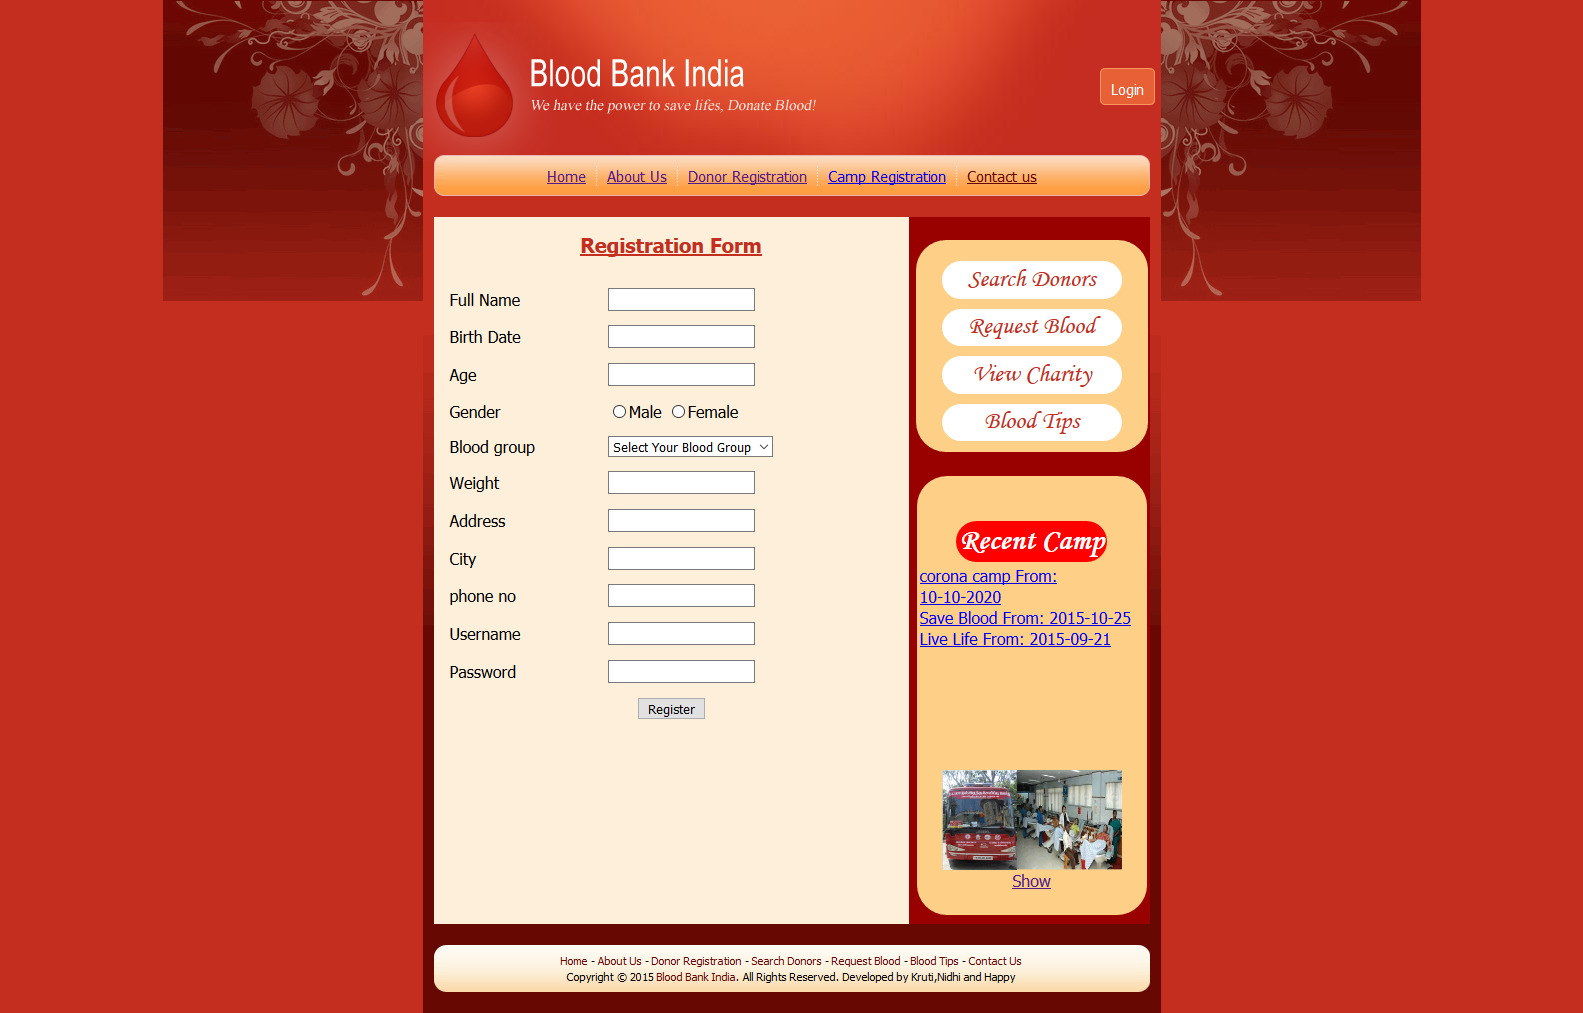 Blood Bank India
We have the power to save lifes, Donate Blood!
Login
Home About Us Donor Registration Camp Registration Contact us
Registration Form
Full Name
Birth Date
Age
Gender Male Female
Blood group Select Your Blood Group
Weight
Address
City
phone no
Username
Password
Register
Search Donors
Request Blood
View Charity
Blood Tips
Recent Camp
corona camp From:
10-10-2020
Save Blood From: 2015-10-25
Live Life From: 2015-09-21
Show
Home - About Us - Donor Registration - Search Donors - Request Blood - Blood Tips - Contact Us
Copyright © 2015 Blood Bank India. All Rights Reserved. Developed by Kruti,Nidhi and Happy